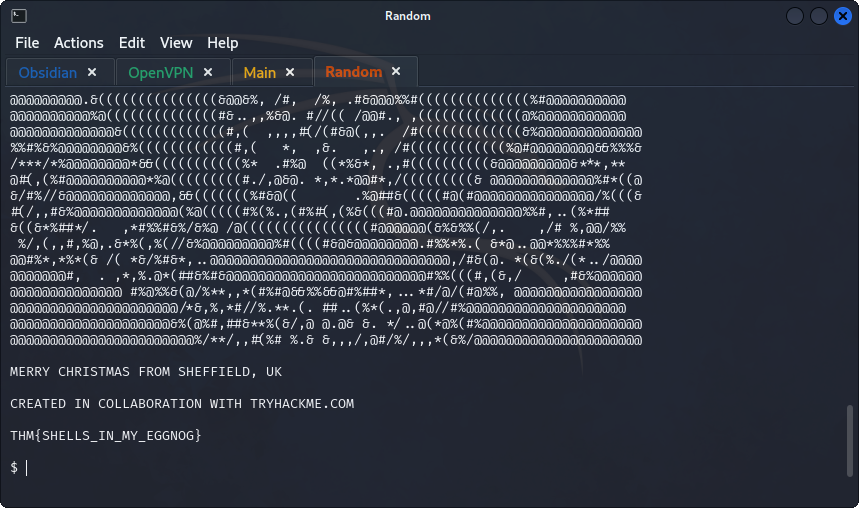 Random
File Actions Edit View Help
Obsidian × OpenVPN × Main × Random ×
MERRY CHRISTMAS FROM SHEFFIELD, UK
CREATED IN COLLABORATION WITH TRYHACKME.COM
THM{SHELLS_IN_MY_EGGNOG}
$